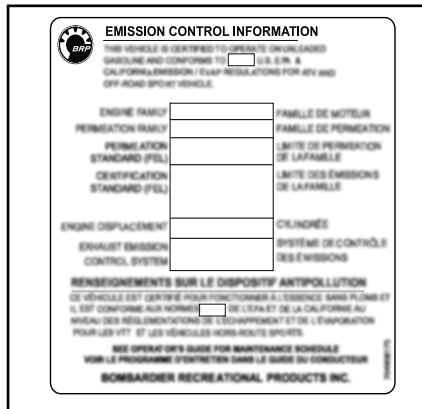 BRP
EMISSION CONTROL INFORMATION
THIS VEHICLE IS CERTIFIED TO OPERATE ON UNLEADED
GASOLINE AND CONFORMS TO U.S. EPA &
CALIFORNIA EMISSION / EVAP REGULATIONS FOR ATV AND
OFF-ROAD SPORT VEHICLE.
ENGINE FAMILY
FAMILLE DE MOTEUR
PERMEATION FAMILY
FAMILLE DE PERMEATION
PERMEATION
STANDARD (FEL)
LIMITE DE PERMEATION
DE LA FAMILLE
CERTIFICATION
STANDARD (FEL)
LIMITE DES ÉMISSIONS
DE LA FAMILLE
ENGINE DISPLACEMENT
CYLINDRÉE
EXHAUST EMISSION
CONTROL SYSTEM
SYSTÈME DE CONTRÔLE
DES ÉMISSIONS
RENSEIGNEMENTS SUR LE DISPOSITIF ANTIPOLLUTION
CE VÉHICULE EST CERTIFIÉ POUR FONCTIONNER À L'ESSENCE SANS PLOMB ET
IL EST CONFORME AUX NORMES DE L'EPA ET DE LA CALIFORNIE AU
NIVEAU DES RÉGLEMENTATIONS DE L'ÉCHAPPEMENT ET DE L'ÉVAPORATION
POUR LES VTT ET LES VÉHICULES HORS-ROUTE SPORTS.
SEE OPERATOR'S GUIDE FOR MAINTENANCE SCHEDULE
VOIR LE PROGRAMME D'ENTRETIEN DANS LE GUIDE DU CONDUCTEUR
BOMBARDIER RECREATIONAL PRODUCTS INC.